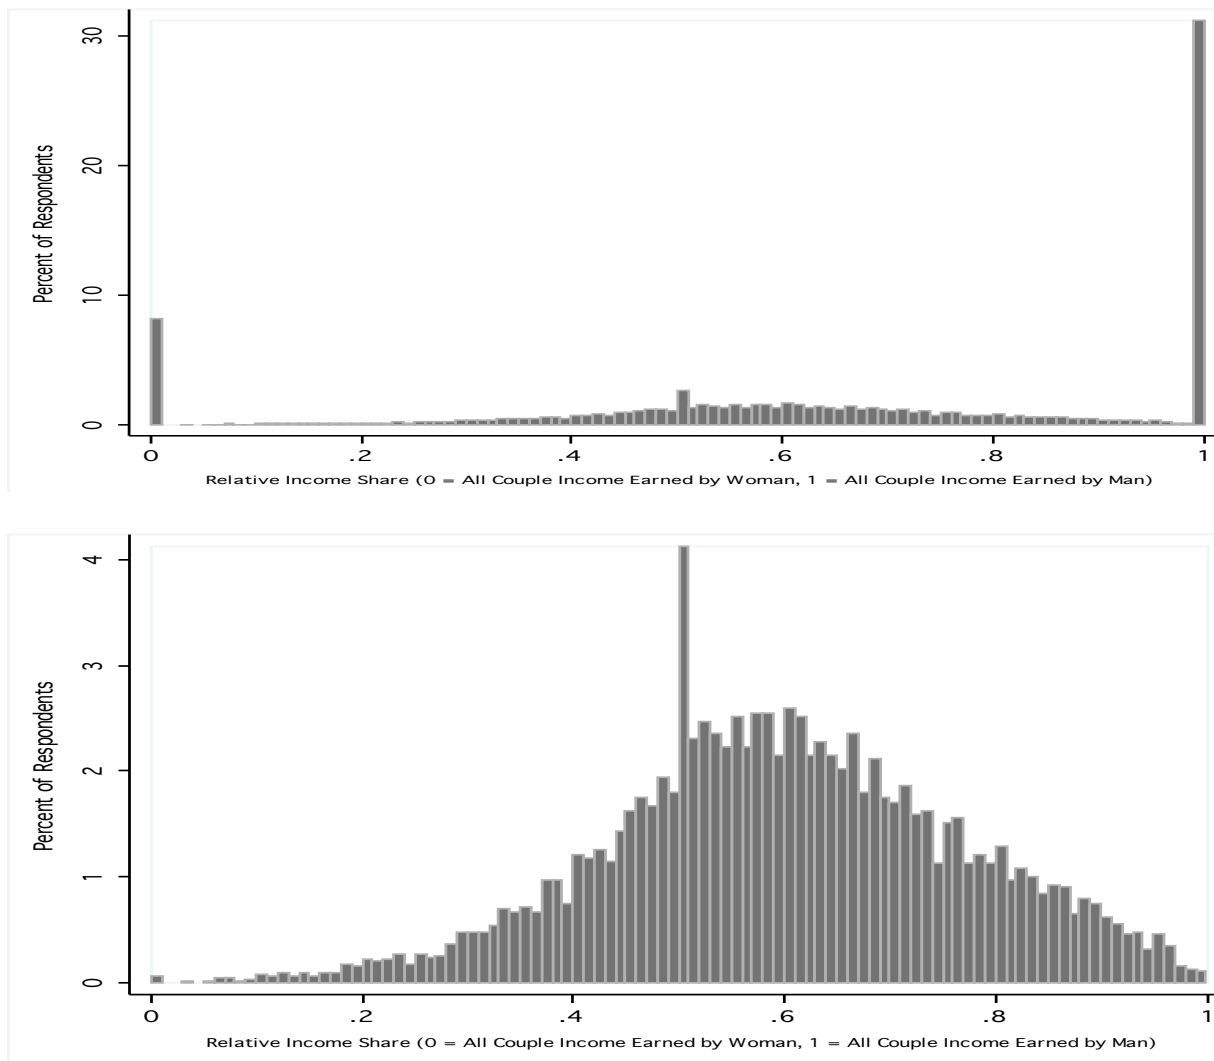 30
20
10
0
Percent of Respondents
0 .2 .4 .6 .8 1
Relative Income Share (0 = All Couple Income Earned by Woman, 1 = All Couple Income Earned by Man)
4
3
2
1
0
Percent of Respondents
0 .2 .4 .6 .8 1
Relative Income Share (0 = All Couple Income Earned by Woman, 1 = All Couple Income Earned by Man)